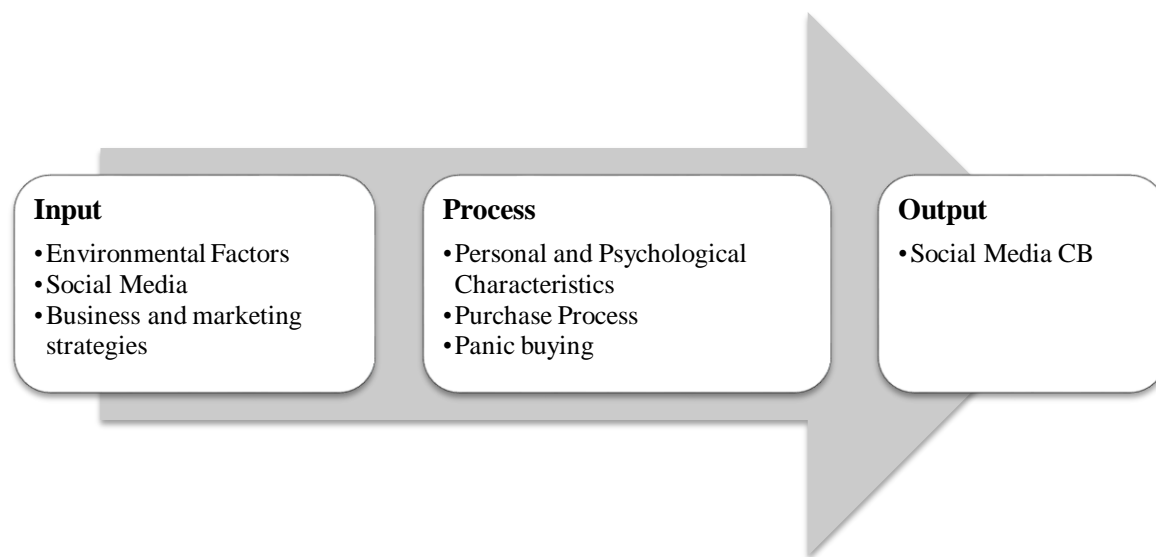 Input
•Environmental Factors
•Social Media
•Business and marketing
strategies
Process
•Personal and Psychological
Characteristics
•Purchase Process
•Panic buying
Output
•Social Media CB